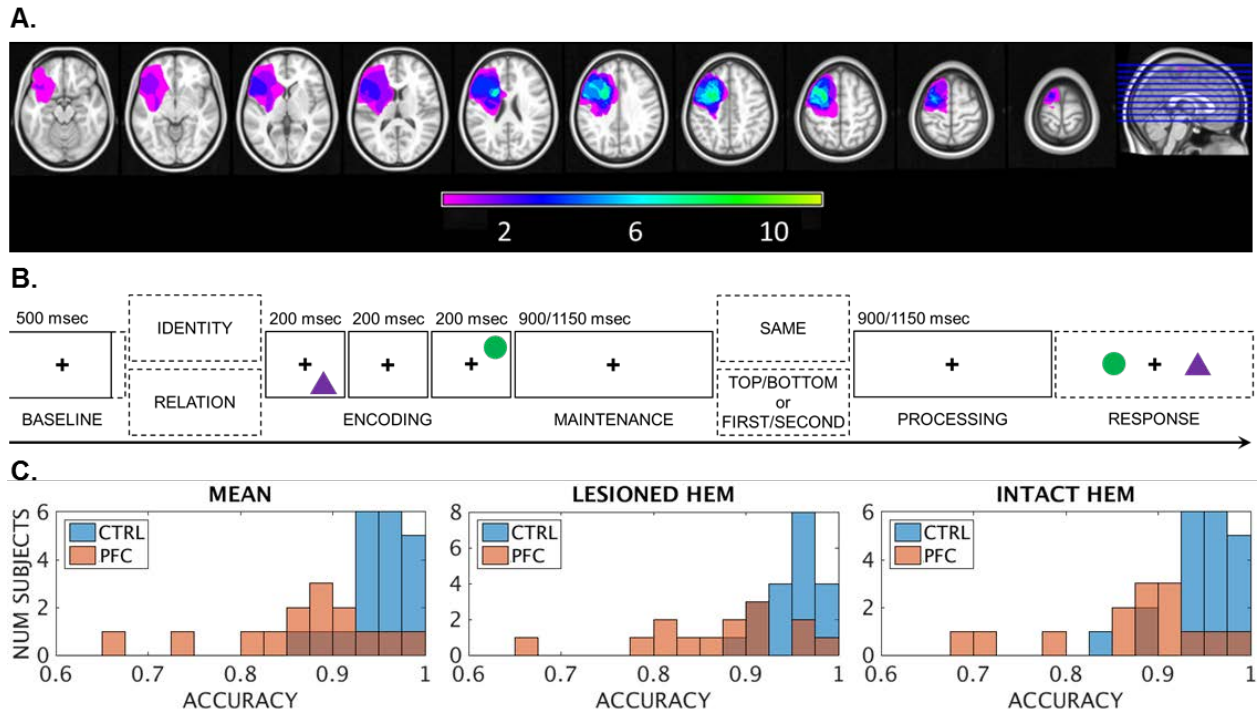 A.
2 6 10
B.
500 msec IDENTITY 200 msec 200 msec 200 msec 900/1150 msec SAME 900/1150 msec
RELATION TOP/BOTTOM
or
FIRST/SECOND
BASELINE ENCODING MAINTENANCE PROCESSING RESPONSE
C.
MEAN
NUM SUBJECTS
6
4
2
0
CTRL
PFC
0.6 0.7 0.8 0.9 1
ACCURACY
LESIONED HEM
8
6
4
2
0
CTRL
PFC
0.6 0.7 0.8 0.9 1
ACCURACY
INTACT HEM
6
4
2
0
CTRL
PFC
0.6 0.7 0.8 0.9 1
ACCURACY